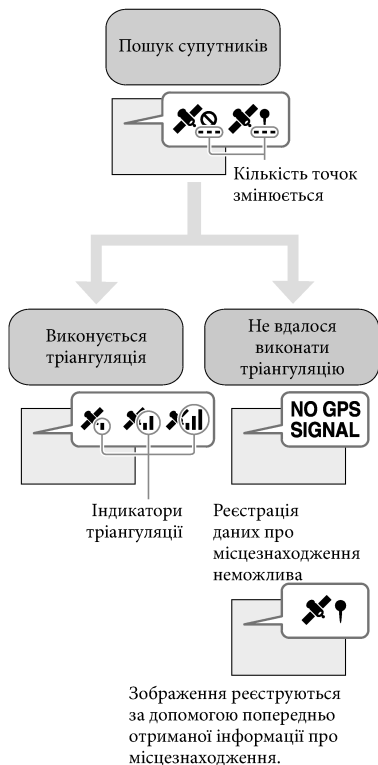 Пошук супутників
Кількість точок
змінюється
Виконується
тріангуляція
Не вдалося
виконати
тріангуляцію
NO GPS
SIGNAL
Індикатори
тріангуляції
Реєстрація
даних про
місцезнаходження
неможлива
Зображення реєструються
за допомогою попередньо
отриманої інформації про
місцезнаходження.